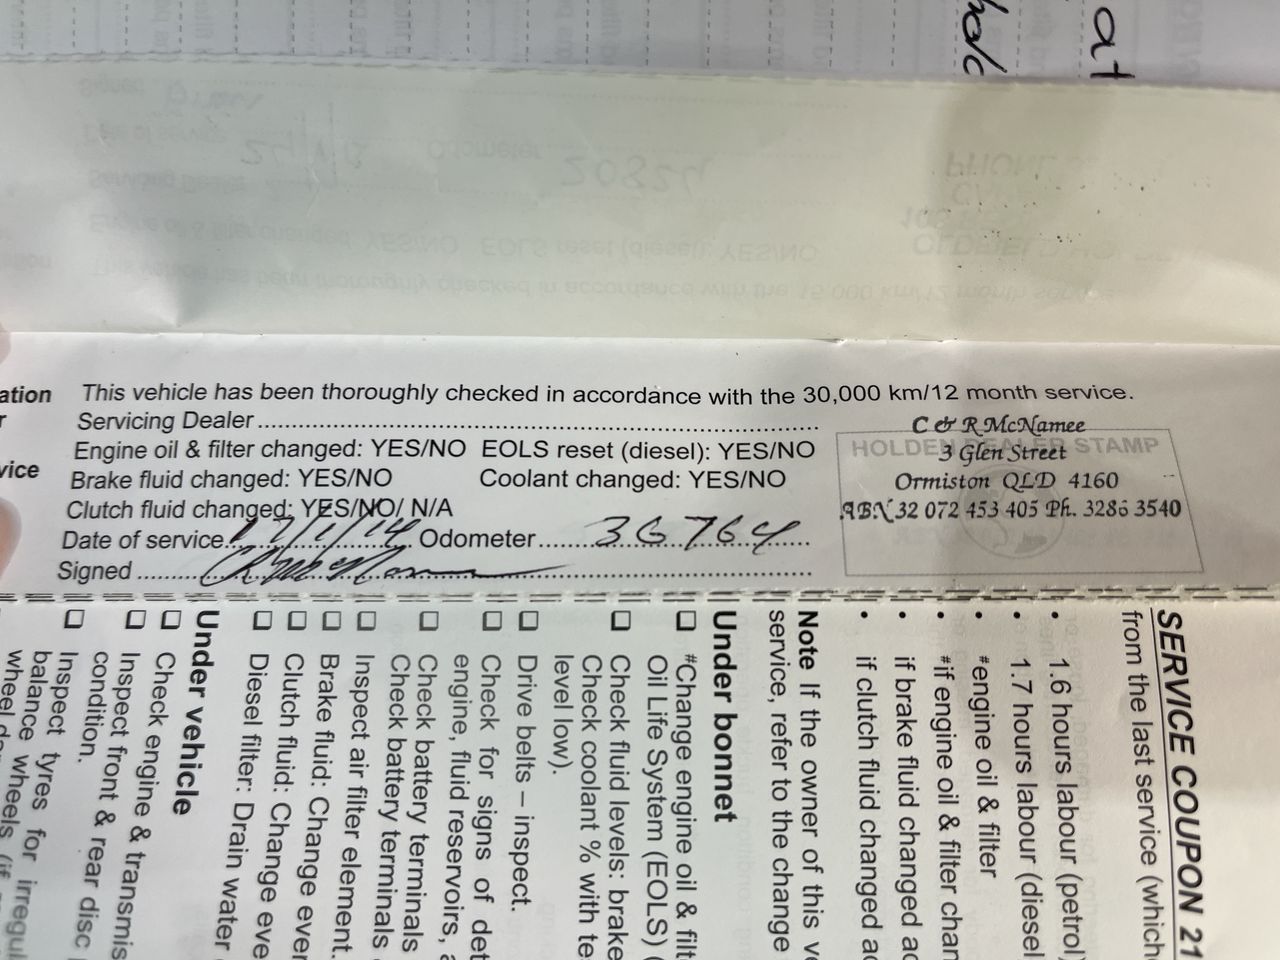 at
This vehicle has been thoroughly checked in accordance with the 30,000 km/12 month service.
Servicing Dealer
Engine oil & filter changed: YES/NO EOLS reset (diesel): YES/NO
Brake fluid changed: YES/NO Coolant changed: YES/NO
Clutch fluid changed: YES/NO/ N/A
Date of service 17/1/14 Odometer 36764
Signed
HOLDEN DEALER STAMP
C & R McNamee
3 Glen Street
Ormiston QLD 4160
ABN 32 072 453 405 Ph. 3286 3540
ation
r
vice
SERVICE COUPON 21
from the last service (which
• 1.6 hours labour (petrol)
• 1.7 hours labour (diesel
• #engine oil & filter
• #if engine oil & filter chan
• if brake fluid changed ad
• if clutch fluid changed ac
Note If the owner of this ve
service, refer to the change
Under bonnet
☐ #Change engine oil & filt
Oil Life System (EOLS) (
☐ Check fluid levels: brake
Check coolant % with te
level low).
☐ Drive belts – inspect.
☐ Check for signs of det
engine, fluid reservoirs, a
☐ Check battery terminals
Check battery terminals
☐ Inspect air filter element.
☐ Brake fluid: Change ever
☐ Clutch fluid: Change eve
☐ Diesel filter: Drain water
Under vehicle
☐ Check engine & transmis
☐ Inspect front & rear disc
condition.
☐ Inspect tyres for irregul
balance wheels (if
wheel